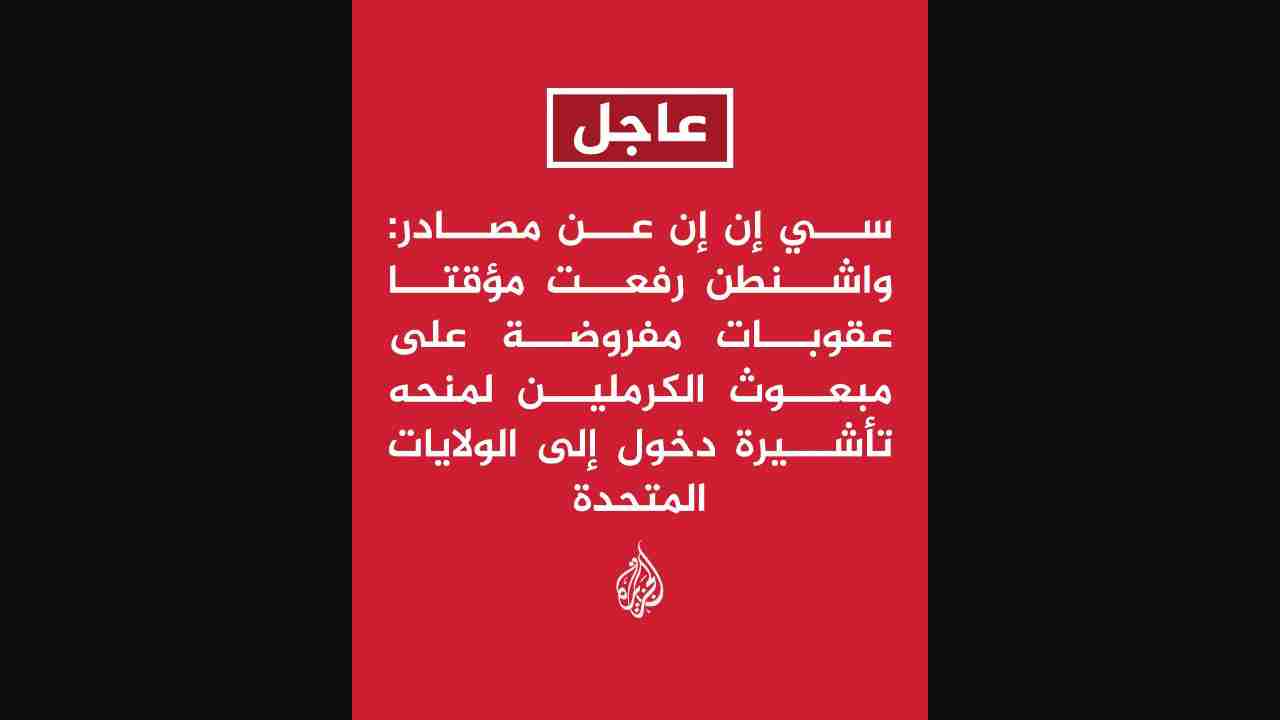 عاجل
سي إن إن عن مصادر:
واشنطن رفعت مؤقتا
عقوبات مفروضة على
مبعوث الكرملين لمنحه
تأشيرة دخول إلى الولايات
المتحدة
الجزيرة